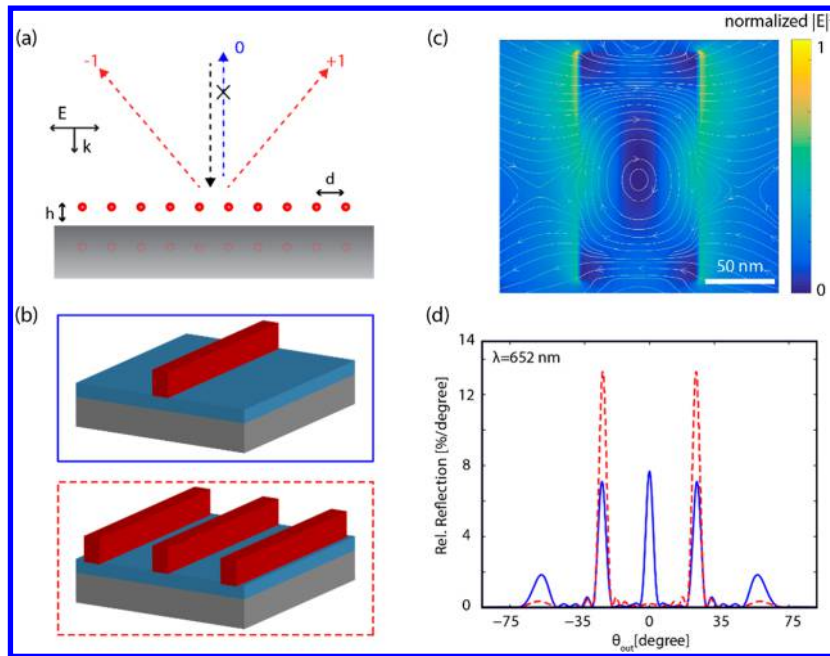 (a)
0
-1
+1
E
k
d
h
(b)
(c)
normalized |E|
1
50 nm
0
(d)
λ=652 nm
Rel. Reflection [%/degree]
14
12
8
4
0
−75
−35
0
35
75
θout[degree]